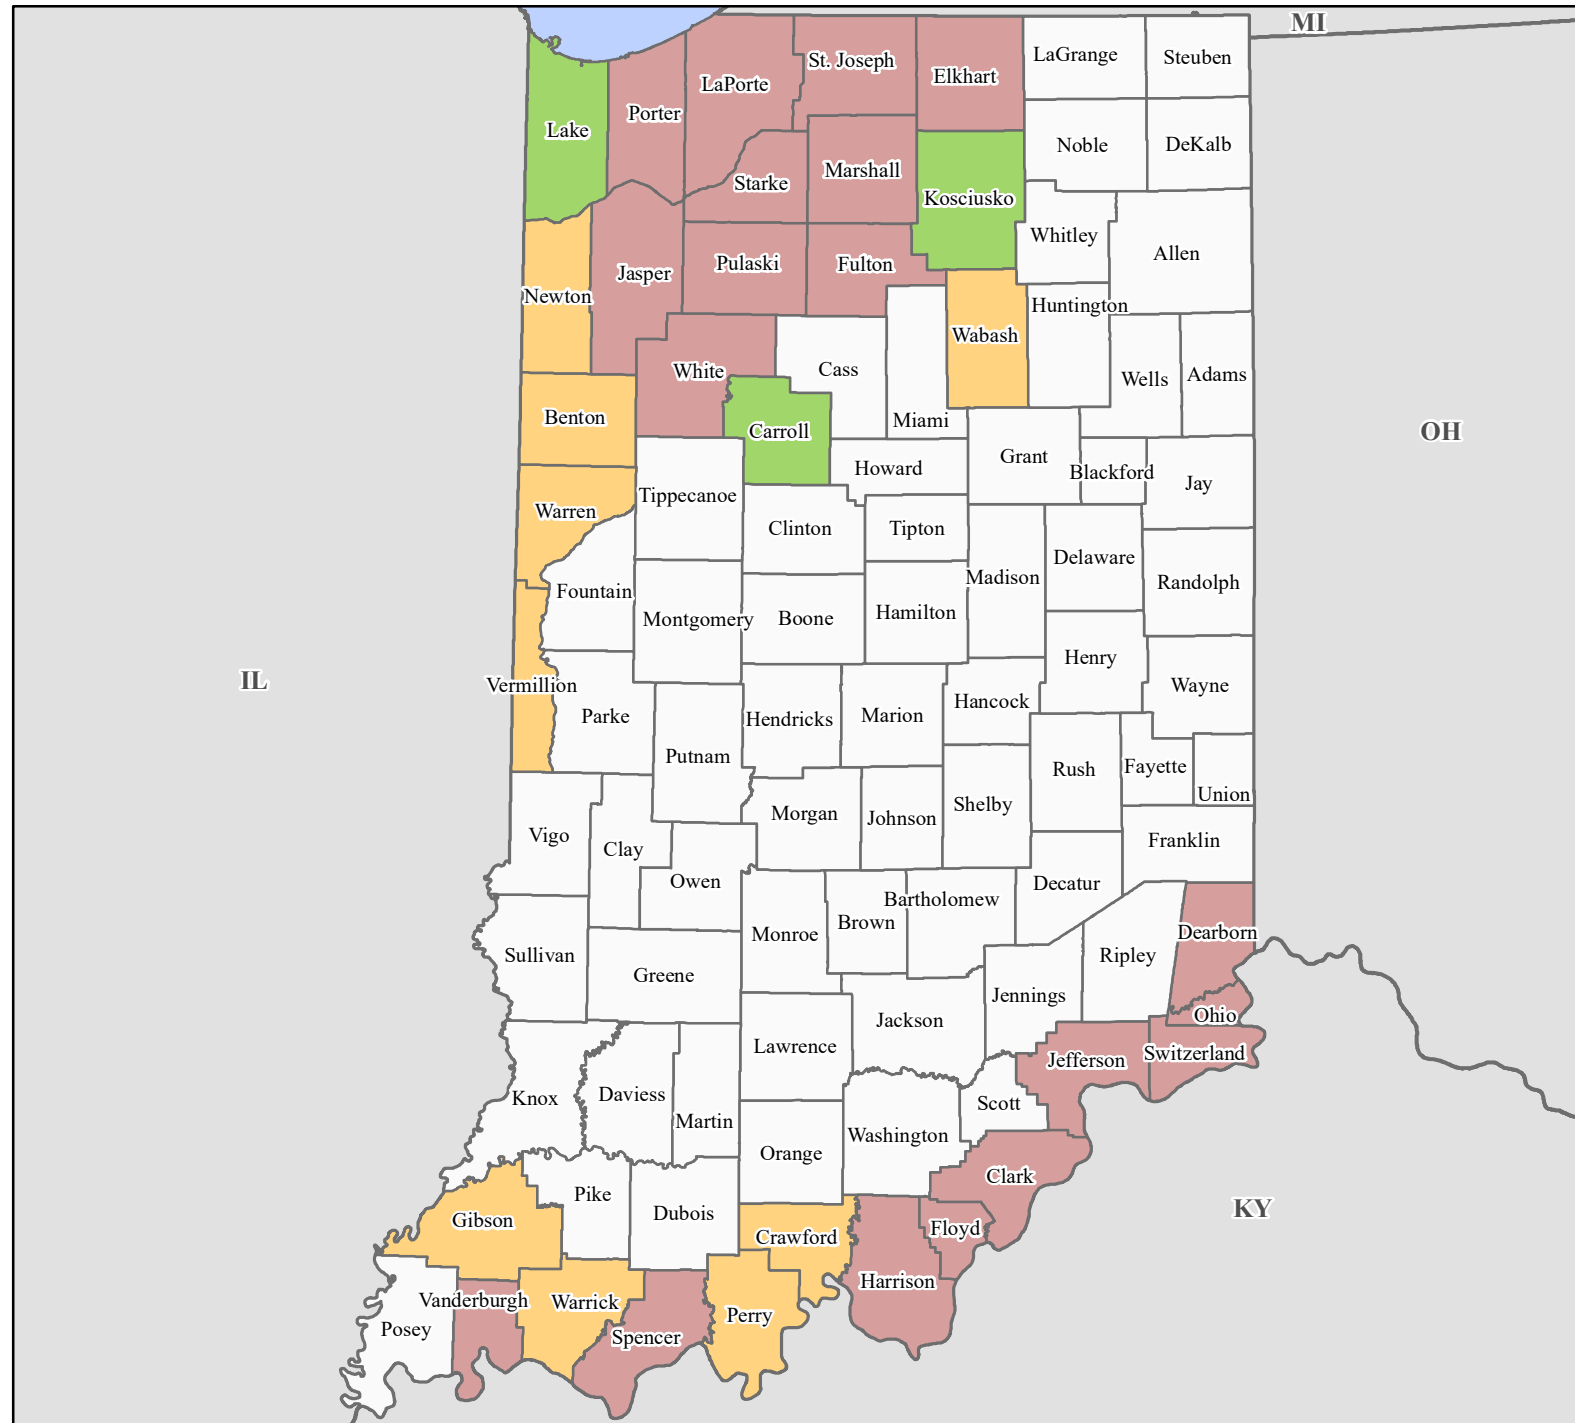 MI
LaGrange
Steuben
St. Joseph
Elkhart
LaPorte
Porter
Lake
Noble
DeKalb
Marshall
Starke
Kosciusko
Whitley
Allen
Pulaski
Fulton
Jasper
Newton
Huntington
Wabash
White
Cass
Wells
Adams
Benton
Miami
Carroll
OH
Grant
Howard
Blackford
Jay
Tippecanoe
Warren
Clinton
Tipton
Delaware
Madison
Randolph
Fountain
Montgomery
Boone
Hamilton
Henry
IL
Vermillion
Wayne
Hancock
Parke
Hendricks
Marion
Putnam
Rush
Fayette
Union
Shelby
Morgan
Johnson
Vigo
Franklin
Clay
Owen
Decatur
Bartholomew
Brown
Monroe
Dearborn
Sullivan
Ripley
Greene
Jennings
Ohio
Jackson
Lawrence
Switzerland
Jefferson
Daviess
Knox
Scott
Martin
Washington
Orange
Clark
Pike
KY
Dubois
Gibson
Floyd
Crawford
Harrison
Vanderburgh
Warrick
Perry
Posey
Spencer